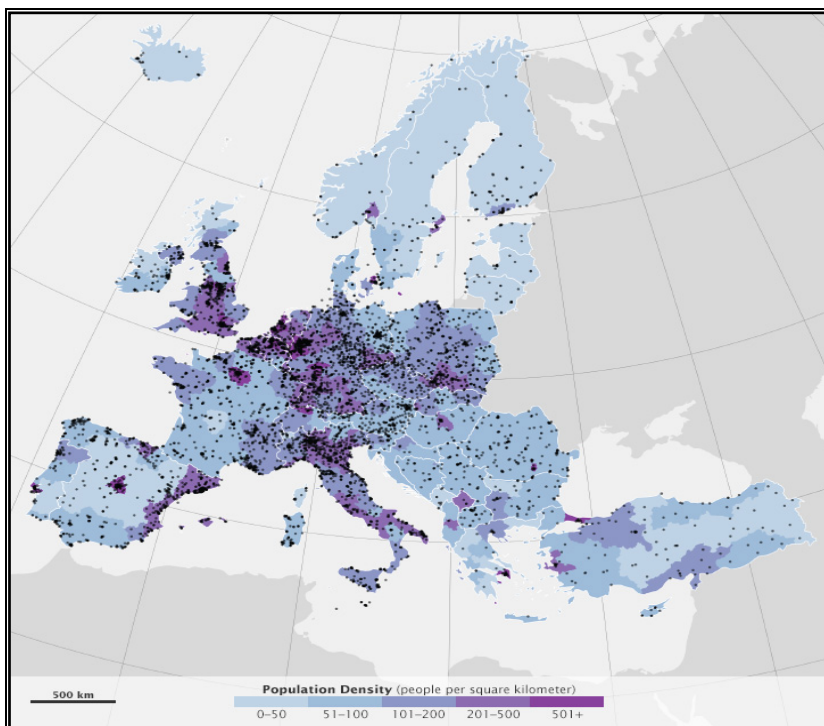 Population Density (people per square kilometer)
500 km
0–50 51–100 101–200 201–500 501+